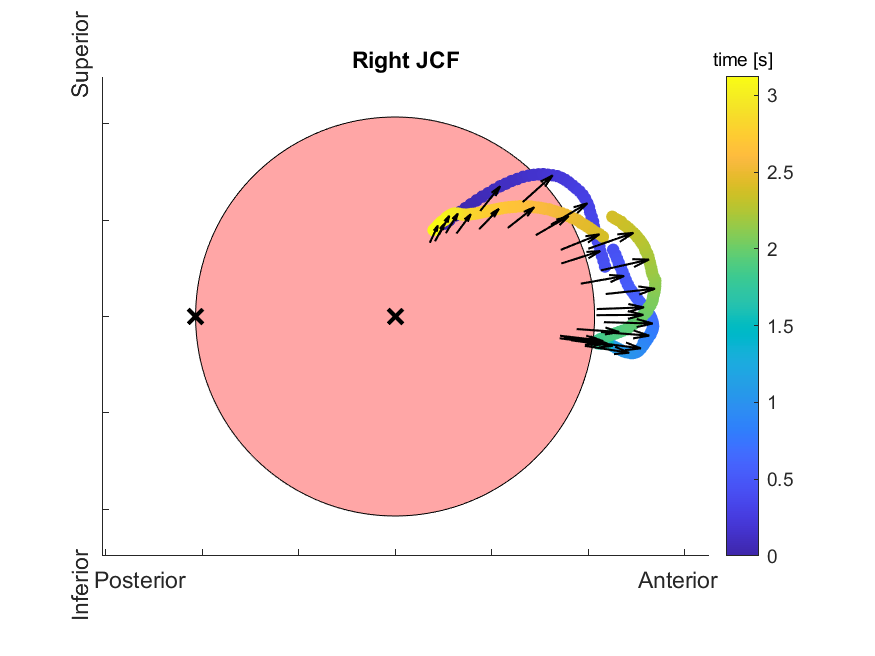 Right JCF
time [s]
Superior
Inferior
Posterior
Anterior
3
2.5
2
1.5
1
0.5
0